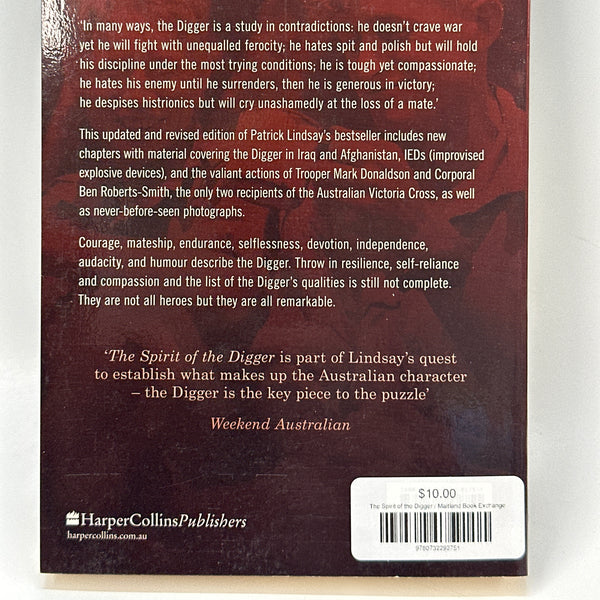 ‘In many ways, the Digger is a study in contradictions: he doesn’t crave war
yet he will fight with unequalled ferocity; he hates spit and polish but will hold
his discipline under the most trying conditions; he is tough yet compassionate;
he hates his enemy until he surrenders, then he is generous in victory;
he despises histrionics but will cry unashamedly at the loss of a mate.’
This updated and revised edition of Patrick Lindsay’s bestseller includes new
chapters with material covering the Digger in Iraq and Afghanistan, IEDs (improvised
explosive devices), and the valiant actions of Trooper Mark Donaldson and Corporal
Ben Roberts-Smith, the only two recipients of the Australian Victoria Cross, as well
as never-before-seen photographs.
Courage, mateship, endurance, selflessness, devotion, independence,
audacity, and humour describe the Digger. Throw in resilience, self-reliance
and compassion and the list of the Digger’s qualities is still not complete.
They are not all heroes but they are all remarkable.
‘The Spirit of the Digger is part of Lindsay’s quest
to establish what makes up the Australian character
– the Digger is the key piece to the puzzle’
Weekend Australian
HarperCollinsPublishers
harpercollins.com.au
$10.00
The Spirit of the Digger | Maitland Book Exchange
9780732292751